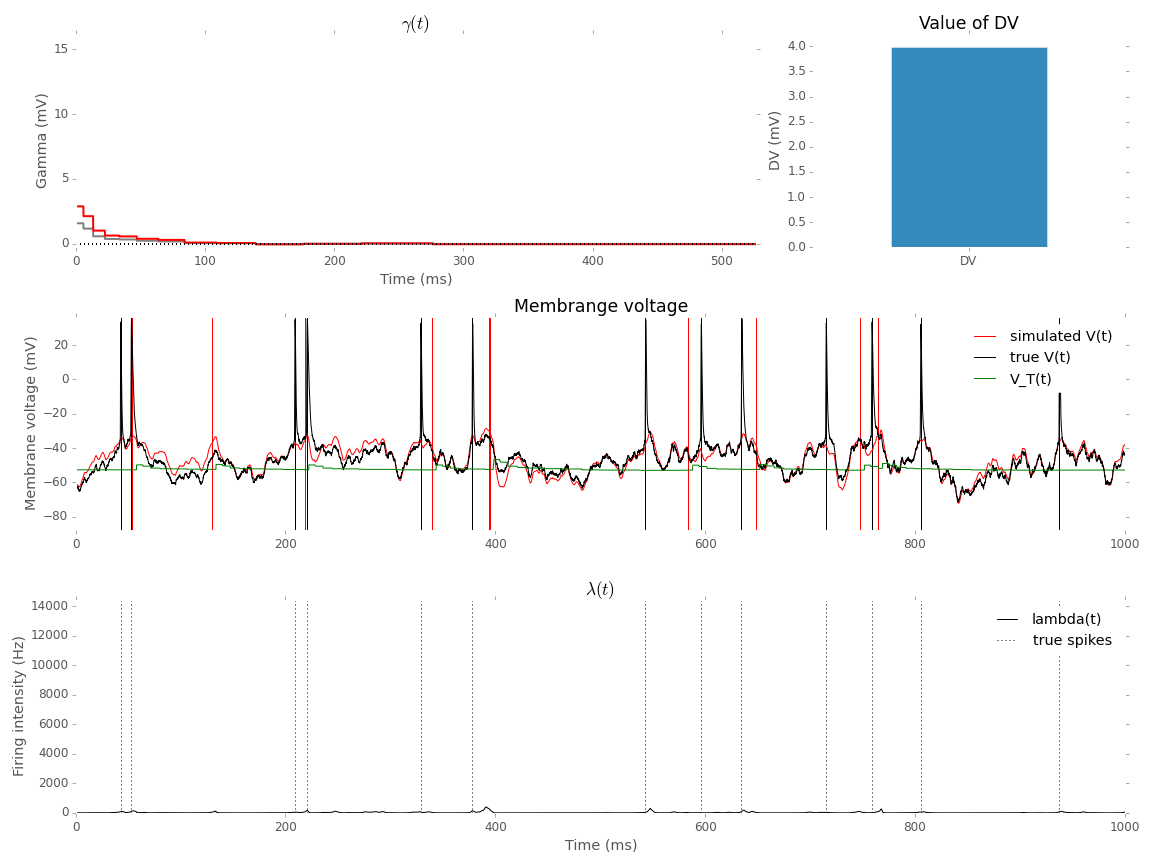 γ(t)
Gamma (mV)
15
10
5
0
0 100 200 300 400 500
Time (ms)
Value of DV
DV (mV)
4.0
3.5
3.0
2.5
2.0
1.5
1.0
0.5
0.0
DV
Membrange voltage
Membrane voltage (mV)
20
0
−20
−40
−60
−80
0 200 400 600 800 1000
simulated V(t)
true V(t)
V_T(t)
λ(t)
Firing intensity (Hz)
14000
12000
10000
8000
6000
4000
2000
0
0 200 400 600 800 1000
Time (ms)
lambda(t)
true spikes